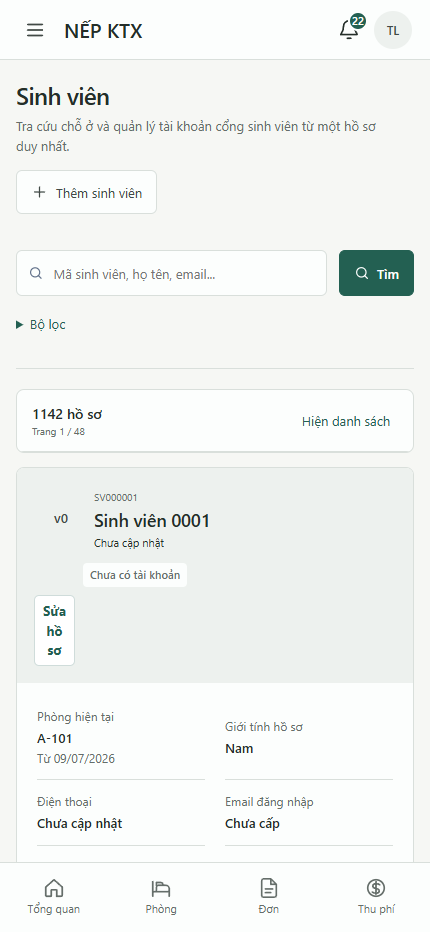 NẾP KTX
22
TL
Sinh viên
Tra cứu chỗ ở và quản lý tài khoản cổng sinh viên từ một hồ sơ
duy nhất.
Thêm sinh viên
Mã sinh viên, họ tên, email...
Tìm
Bộ lọc
1142 hồ sơ
Trang 1 / 48
Hiện danh sách
SV000001
v0
Sinh viên 0001
Chưa cập nhật
Chưa có tài khoản
Sửa
hồ
sơ
Phòng hiện tại
A-101
Từ 09/07/2026
Giới tính hồ sơ
Nam
Điện thoại
Chưa cập nhật
Email đăng nhập
Chưa cấp
Tổng quan
Phòng
Đơn
Thu phí